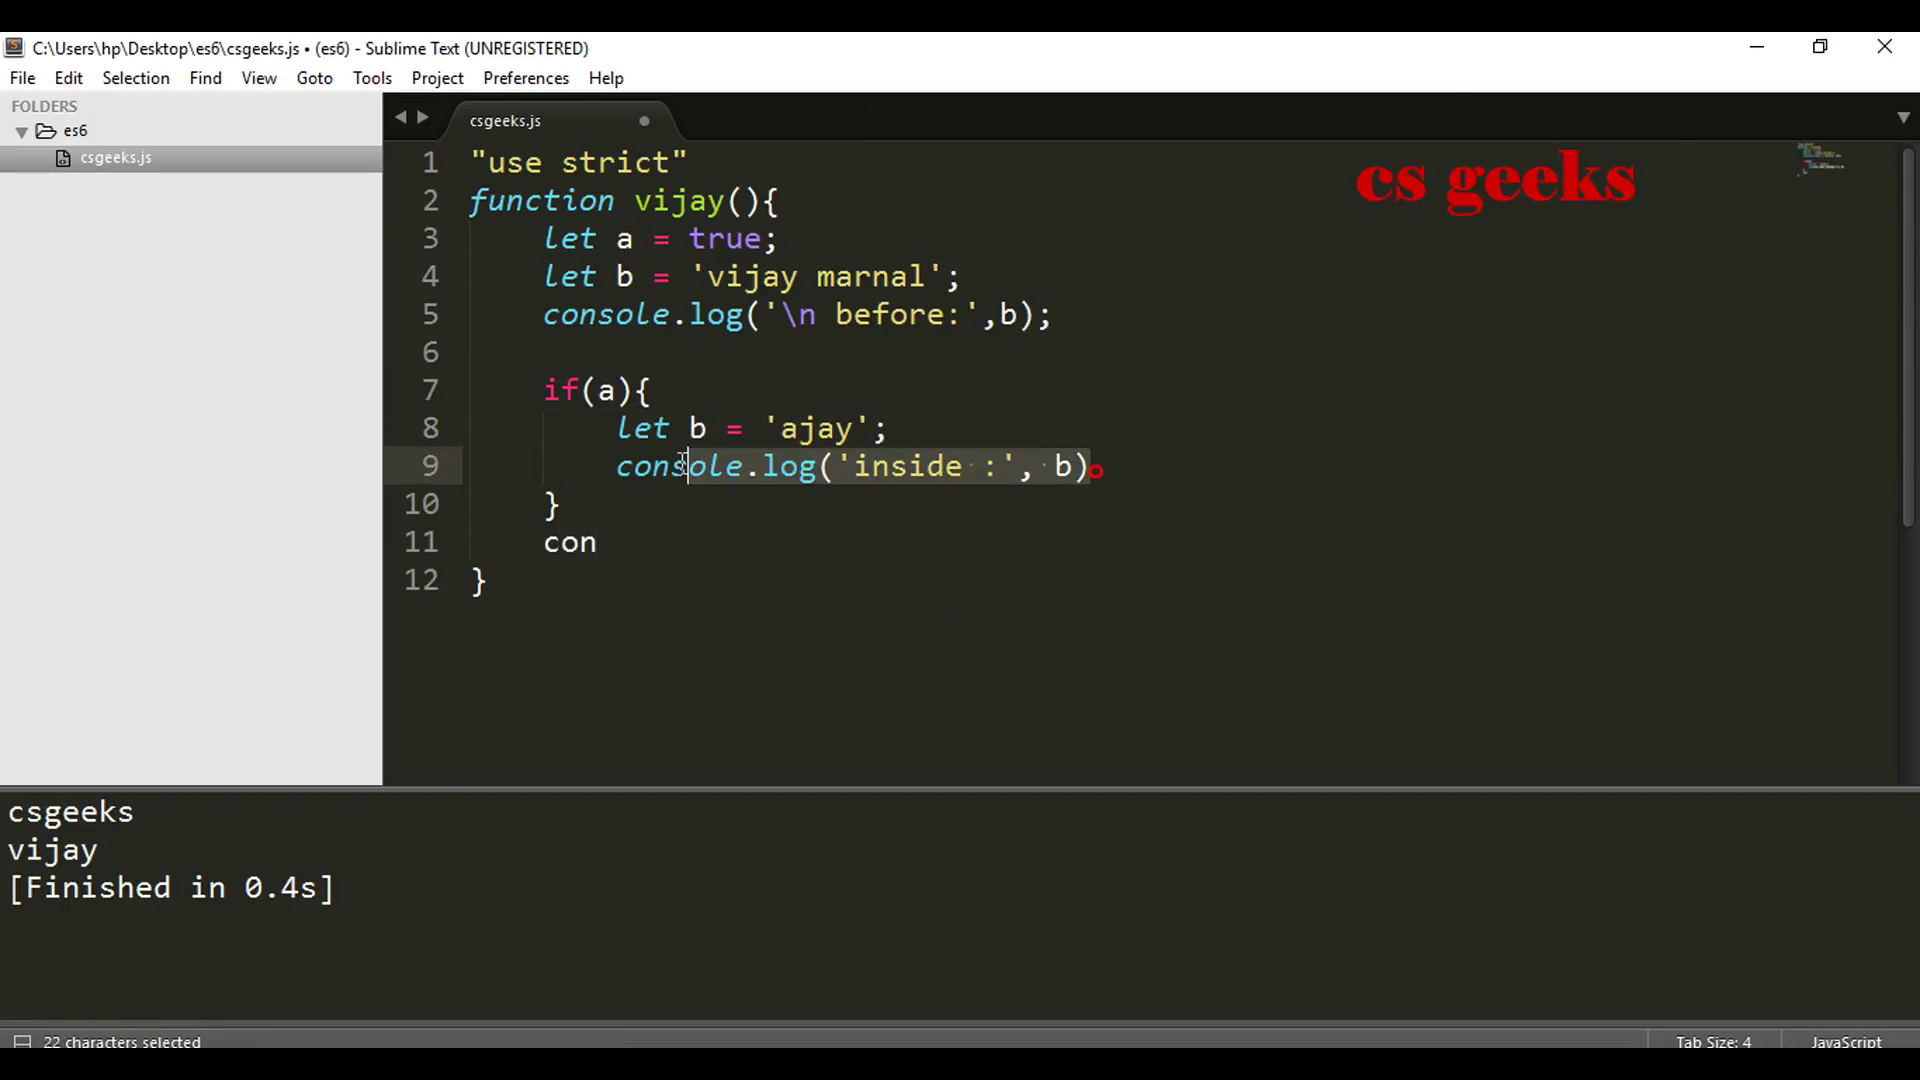 C:\Users\hp\Desktop\es6\csgeeks.js • (es6) - Sublime Text (UNREGISTERED)
File Edit Selection Find View Goto Tools Project Preferences Help
FOLDERS
es6
csgeeks.js
csgeeks.js
cs geeks
1 "use strict"
2 function vijay(){
3 let a = true;
4 let b = 'vijay marnal';
5 console.log('\n before:',b);
6
7 if(a){
8 let b = 'ajay';
9 console.log('inside :', b)
10 }
11 con
12 }
csgeeks
vijay
[Finished in 0.4s]
22 characters selected
Tab Size: 4
JavaScript